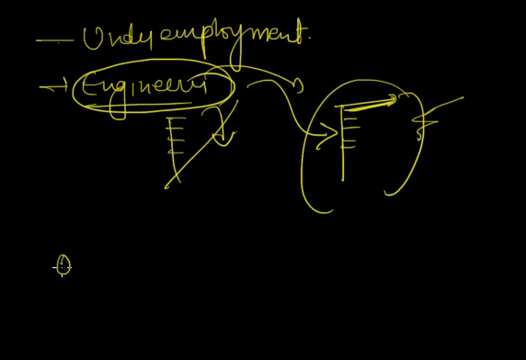 — Underemployment.
→ Engineers